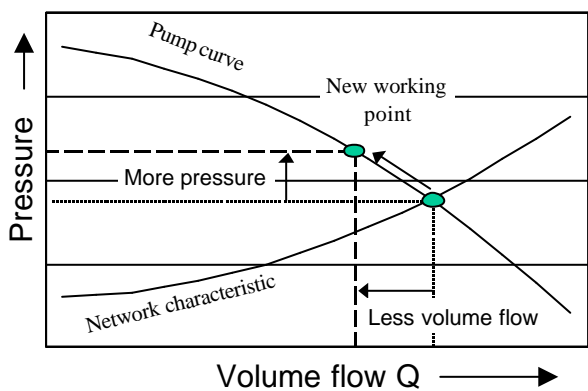 Pump curve
New working
point
More pressure
Pressure
Network characteristic
Less volume flow
Volume flow Q